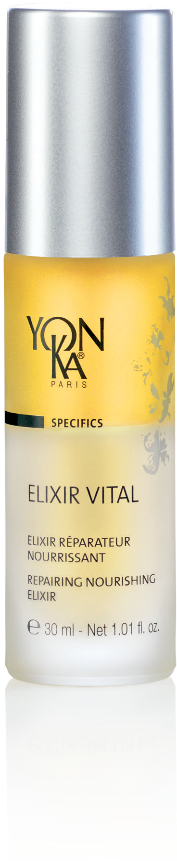 YON
KA®
PARIS
SPECIFICS
ELIXIR VITAL
ELIXIR RÉPARATEUR
NOURRISSANT
REPAIRING NOURISHING
ELIXIR
℮ 30 ml - Net 1.01 fl. oz.